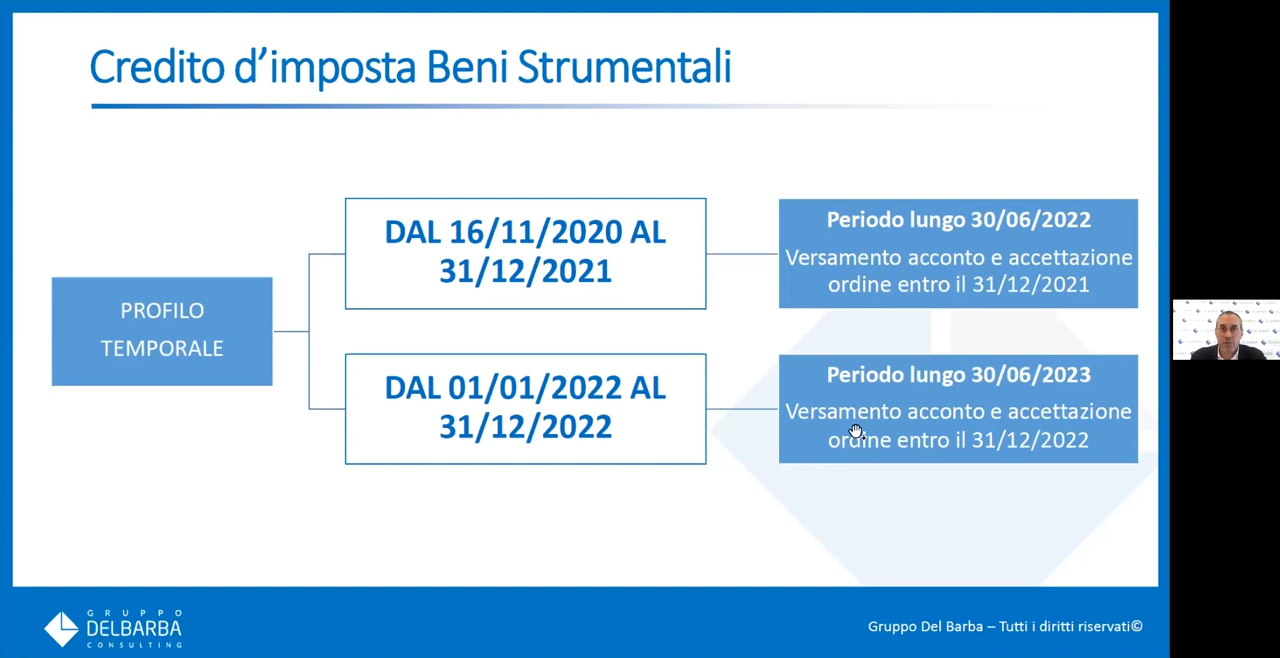 Credito d'imposta Beni Strumentali
PROFILO
TEMPORALE
DAL 16/11/2020 AL
31/12/2021
Periodo lungo 30/06/2022
Versamento acconto e accettazione
ordine entro il 31/12/2021
DAL 01/01/2022 AL
31/12/2022
Periodo lungo 30/06/2023
Versamento acconto e accettazione
ordine entro il 31/12/2022
GRUPPO
DELBARBA
CONSULTING
Gruppo Del Barba – Tutti i diritti riservati©